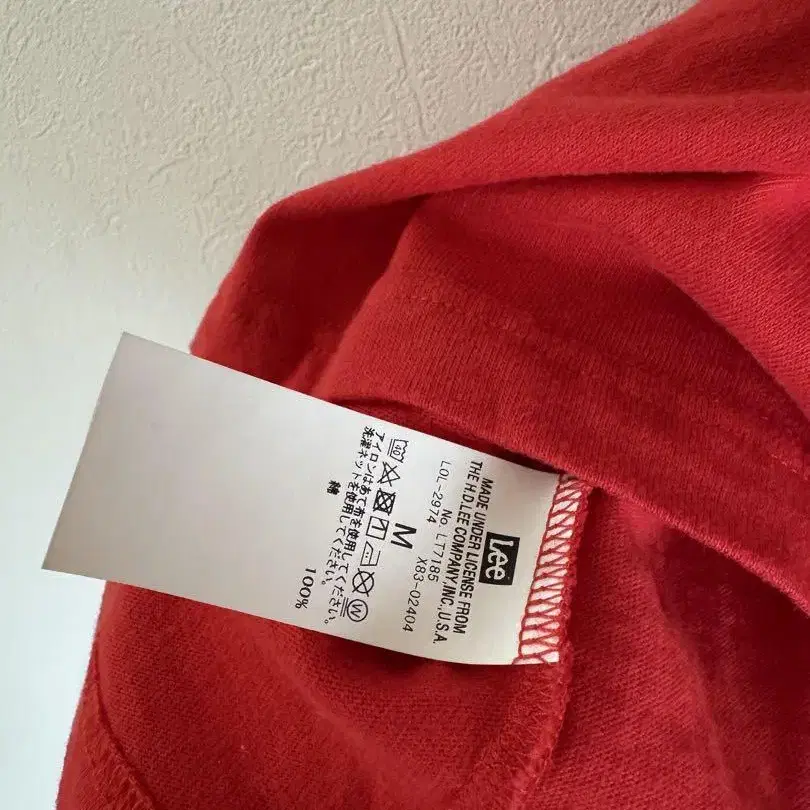 Lee
MADE UNDER LICENSE FROM
THE H.D.LEE COMPANY,INC,U.S.A.
No. LT7185
LOL-2974 X83-02404
M
40
W
アイロンはあて布を使用してください。
洗濯ネットを使用してください。
綿 100%